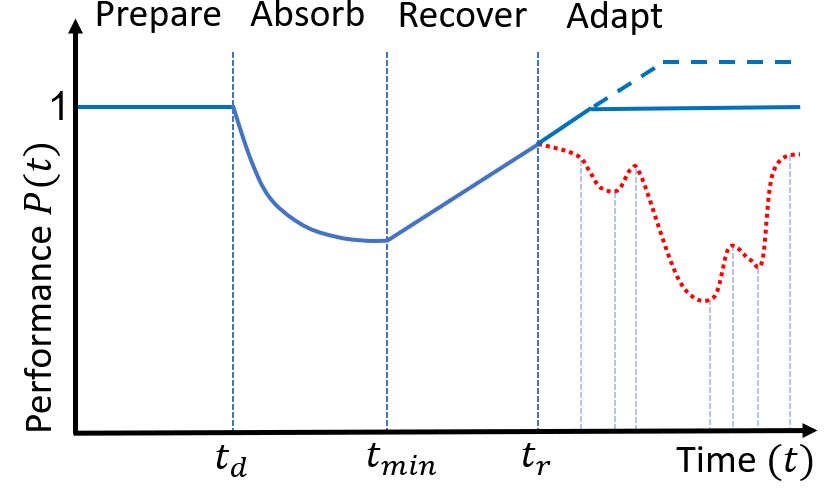 Prepare Absorb Recover Adapt
1
Performance P(t)
t_d t_min t_r Time (t)